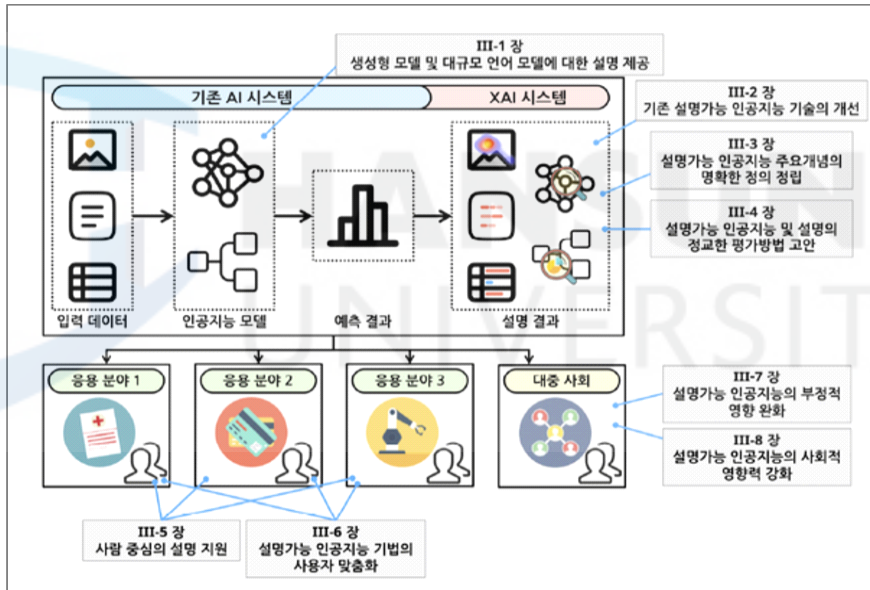 III-1 장
생성형 모델 및 대규모 언어 모델에 대한 설명 제공
기존 AI 시스템
XAI 시스템
III-2 장
기존 설명가능 인공지능 기술의 개선
III-3 장
설명가능 인공지능 주요개념의
명확한 정의 정립
III-4 장
설명가능 인공지능 및 설명의
정교한 평가방법 고안
입력 데이터
인공지능 모델
예측 결과
설명 결과
HANSUN
UNIVERSIT
응용 분야 1
응용 분야 2
응용 분야 3
대중 사회
III-7 장
설명가능 인공지능의 부정적
영향 완화
III-8 장
설명가능 인공지능의 사회적
영향력 강화
III-5 장
사람 중심의 설명 지원
III-6 장
설명가능 인공지능 기법의
사용자 맞춤화